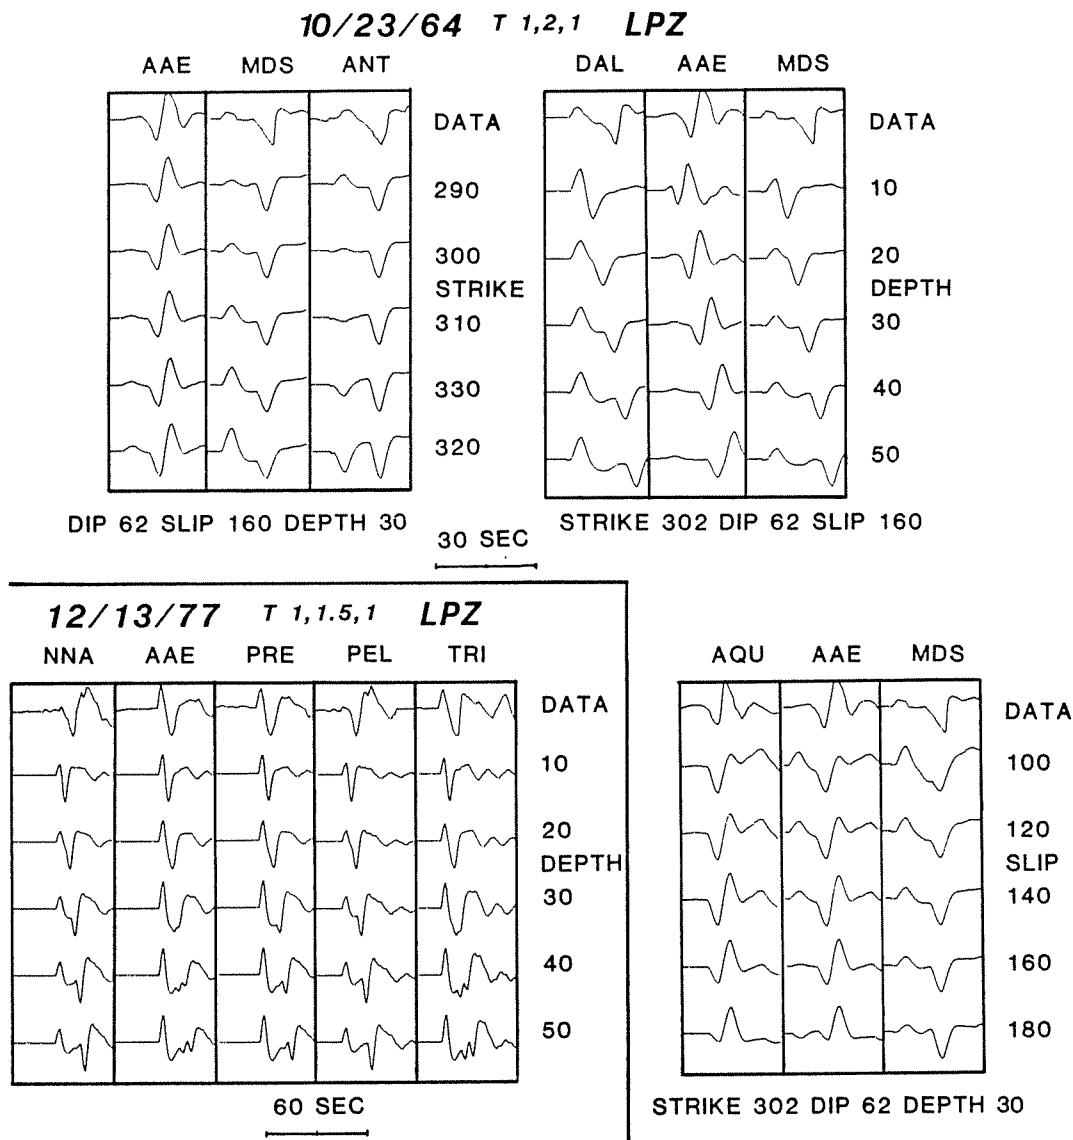 10/23/64 T 1,2,1 LPZ
AAE MDS ANT
DATA
290
300
STRIKE
310
330
320
DIP 62 SLIP 160 DEPTH 30
DAL AAE MDS
DATA
10
20
DEPTH
30
40
50
STRIKE 302 DIP 62 SLIP 160
30 SEC
12/13/77 T 1,1.5,1 LPZ
NNA AAE PRE PEL TRI
DATA
10
20
DEPTH
30
40
50
60 SEC
AQU AAE MDS
DATA
100
120
SLIP
140
160
180
STRIKE 302 DIP 62 DEPTH 30